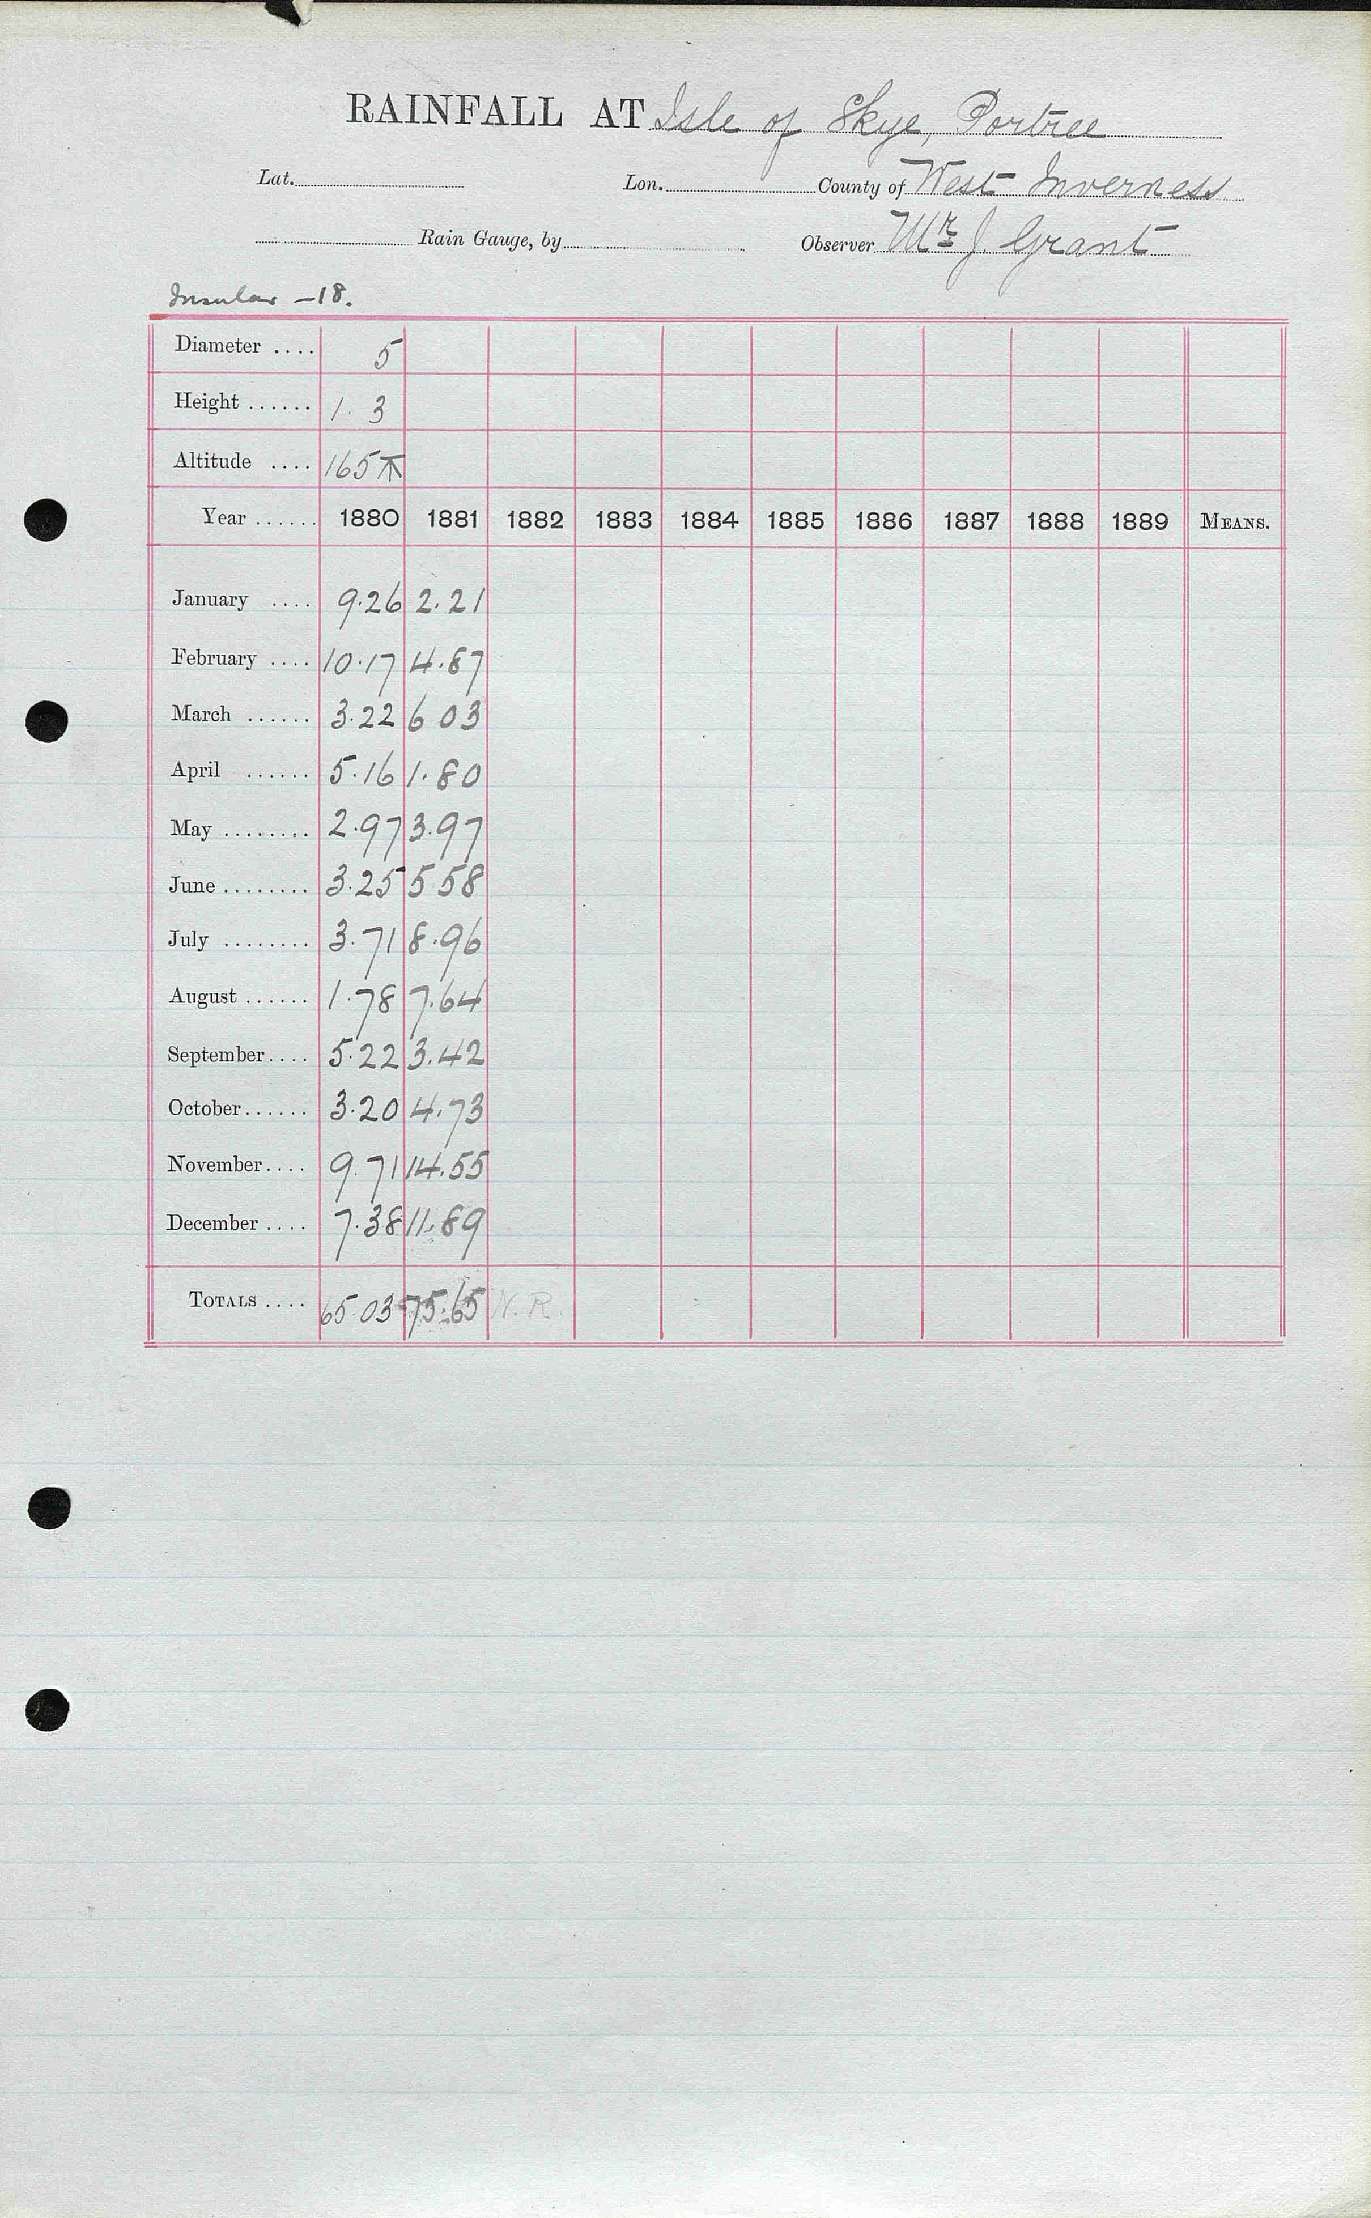 RAINFALL AT Isle of Skye, Portree
Lat. Lon. County of West Inverness
Rain Gauge, by Observer Mr J. Grant
Insular - 18.
Diameter .... 5
Height ...... 1. 3
Altitude .... 165
Year ...... 1880 1881 1882 1883 1884 1885 1886 1887 1888 1889 MEANS.
January .... 9.26 2.21
February .... 10.17 4.87
March ...... 3.22 6 03
April ...... 5.16 1.80
May ........ 2.97 3.97
June ........ 3.25 5 58
July ........ 3.71 8.96
August ...... 1.78 7.64
September .... 5.22 3.42
October ...... 3.20 4.73
November .... 9.71 14.55
December .... 7.38 11.89
TOTALS .... 65.03 75.65 N.R.